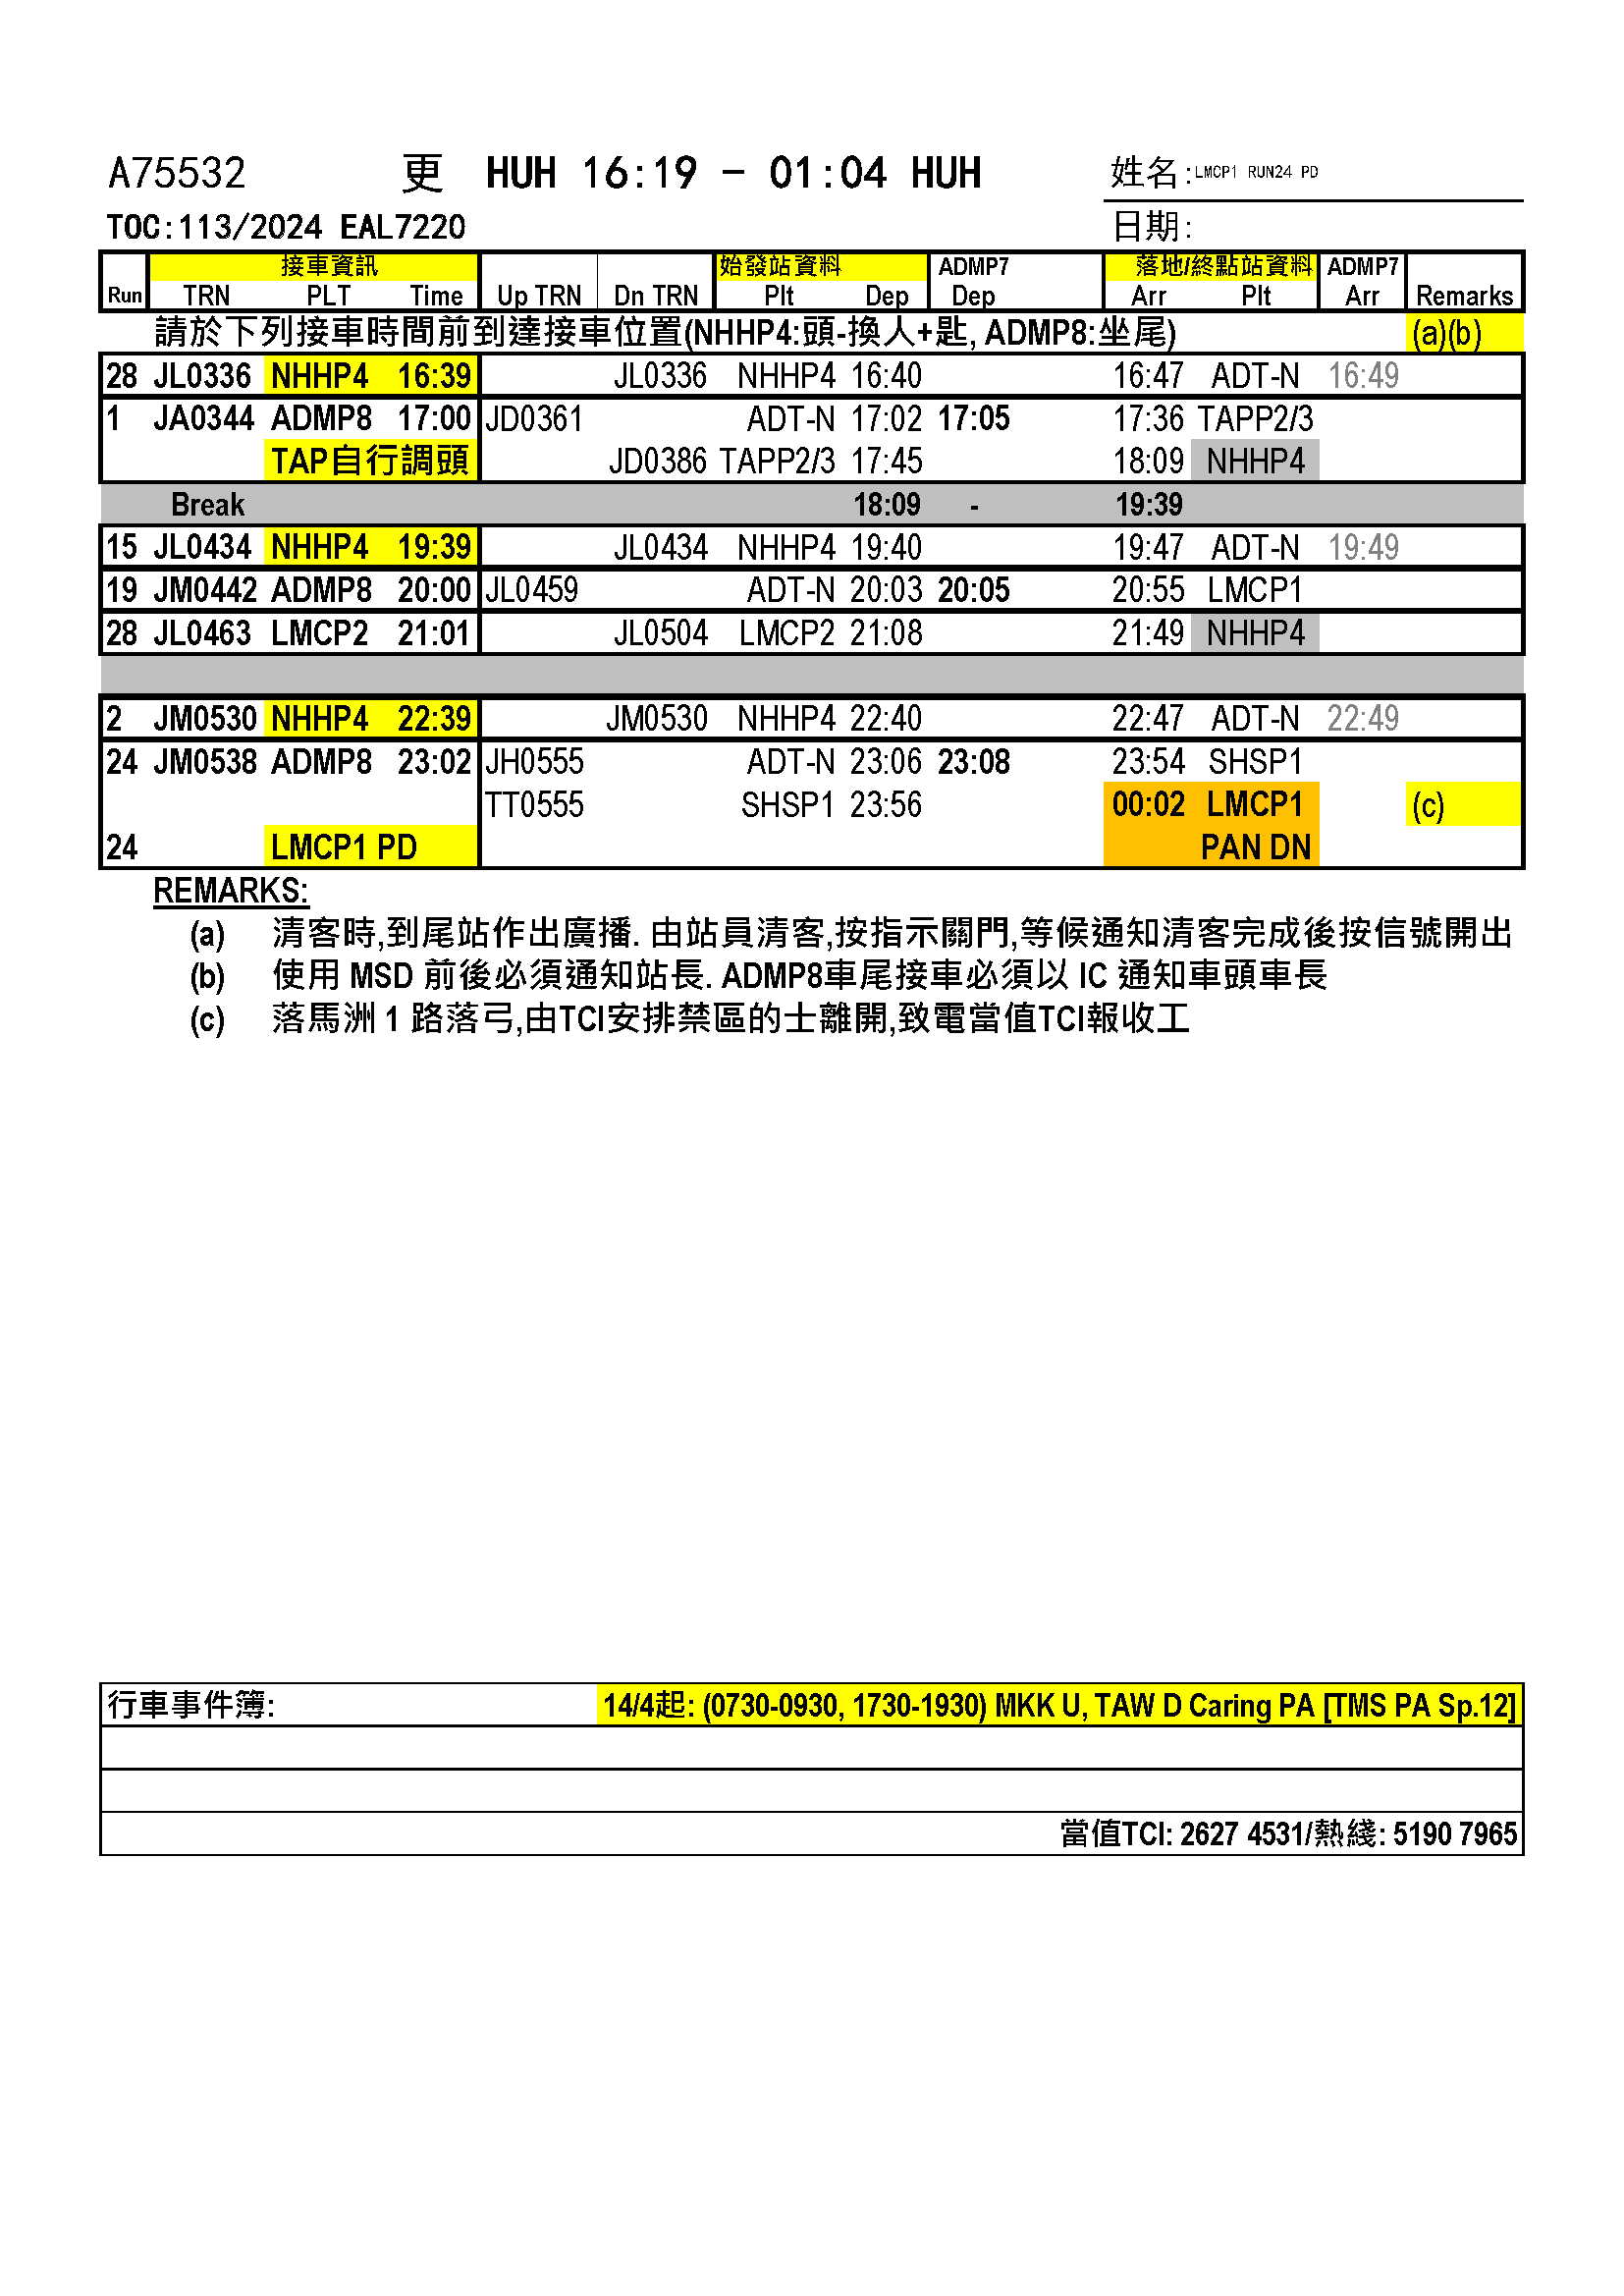 A75532 更 HUH 16:19 - 01:04 HUH 姓名:LMCP1 RUN24 PD
TOC:113/2024 EAL7220 日期:
接車資訊 始發站資料 ADMP7 落地/終點站資料 ADMP7
Run TRN PLT Time Up TRN Dn TRN Plt Dep Dep Arr Plt Arr Remarks
請於下列接車時間前到達接車位置(NHHP4:頭-換人+匙, ADMP8:坐尾) (a)(b)
28 JL0336 NHHP4 16:39 JL0336 NHHP4 16:40 16:47 ADT-N 16:49
1 JA0344 ADMP8 17:00 JD0361 ADT-N 17:02 17:05 17:36 TAPP2/3
TAP自行調頭 JD0386 TAPP2/3 17:45 18:09 NHHP4
Break 18:09 - 19:39
15 JL0434 NHHP4 19:39 JL0434 NHHP4 19:40 19:47 ADT-N 19:49
19 JM0442 ADMP8 20:00 JL0459 ADT-N 20:03 20:05 20:55 LMCP1
28 JL0463 LMCP2 21:01 JL0504 LMCP2 21:08 21:49 NHHP4
2 JM0530 NHHP4 22:39 JM0530 NHHP4 22:40 22:47 ADT-N 22:49
24 JM0538 ADMP8 23:02 JH0555 ADT-N 23:06 23:08 23:54 SHSP1
TT0555 SHSP1 23:56 00:02 LMCP1 (c)
24 LMCP1 PD PAN DN
REMARKS:
(a) 清客時,到尾站作出廣播. 由站員清客,按指示關門,等候通知清客完成後按信號開出
(b) 使用 MSD 前後必須通知站長. ADMP8車尾接車必須以 IC 通知車頭車長
(c) 落馬洲 1 路落弓,由TCI安排禁區的士離開,致電當值TCI報收工
行車事件簿: 14/4起: (0730-0930, 1730-1930) MKK U, TAW D Caring PA [TMS PA Sp.12]
當值TCI: 2627 4531/熱綫: 5190 7965